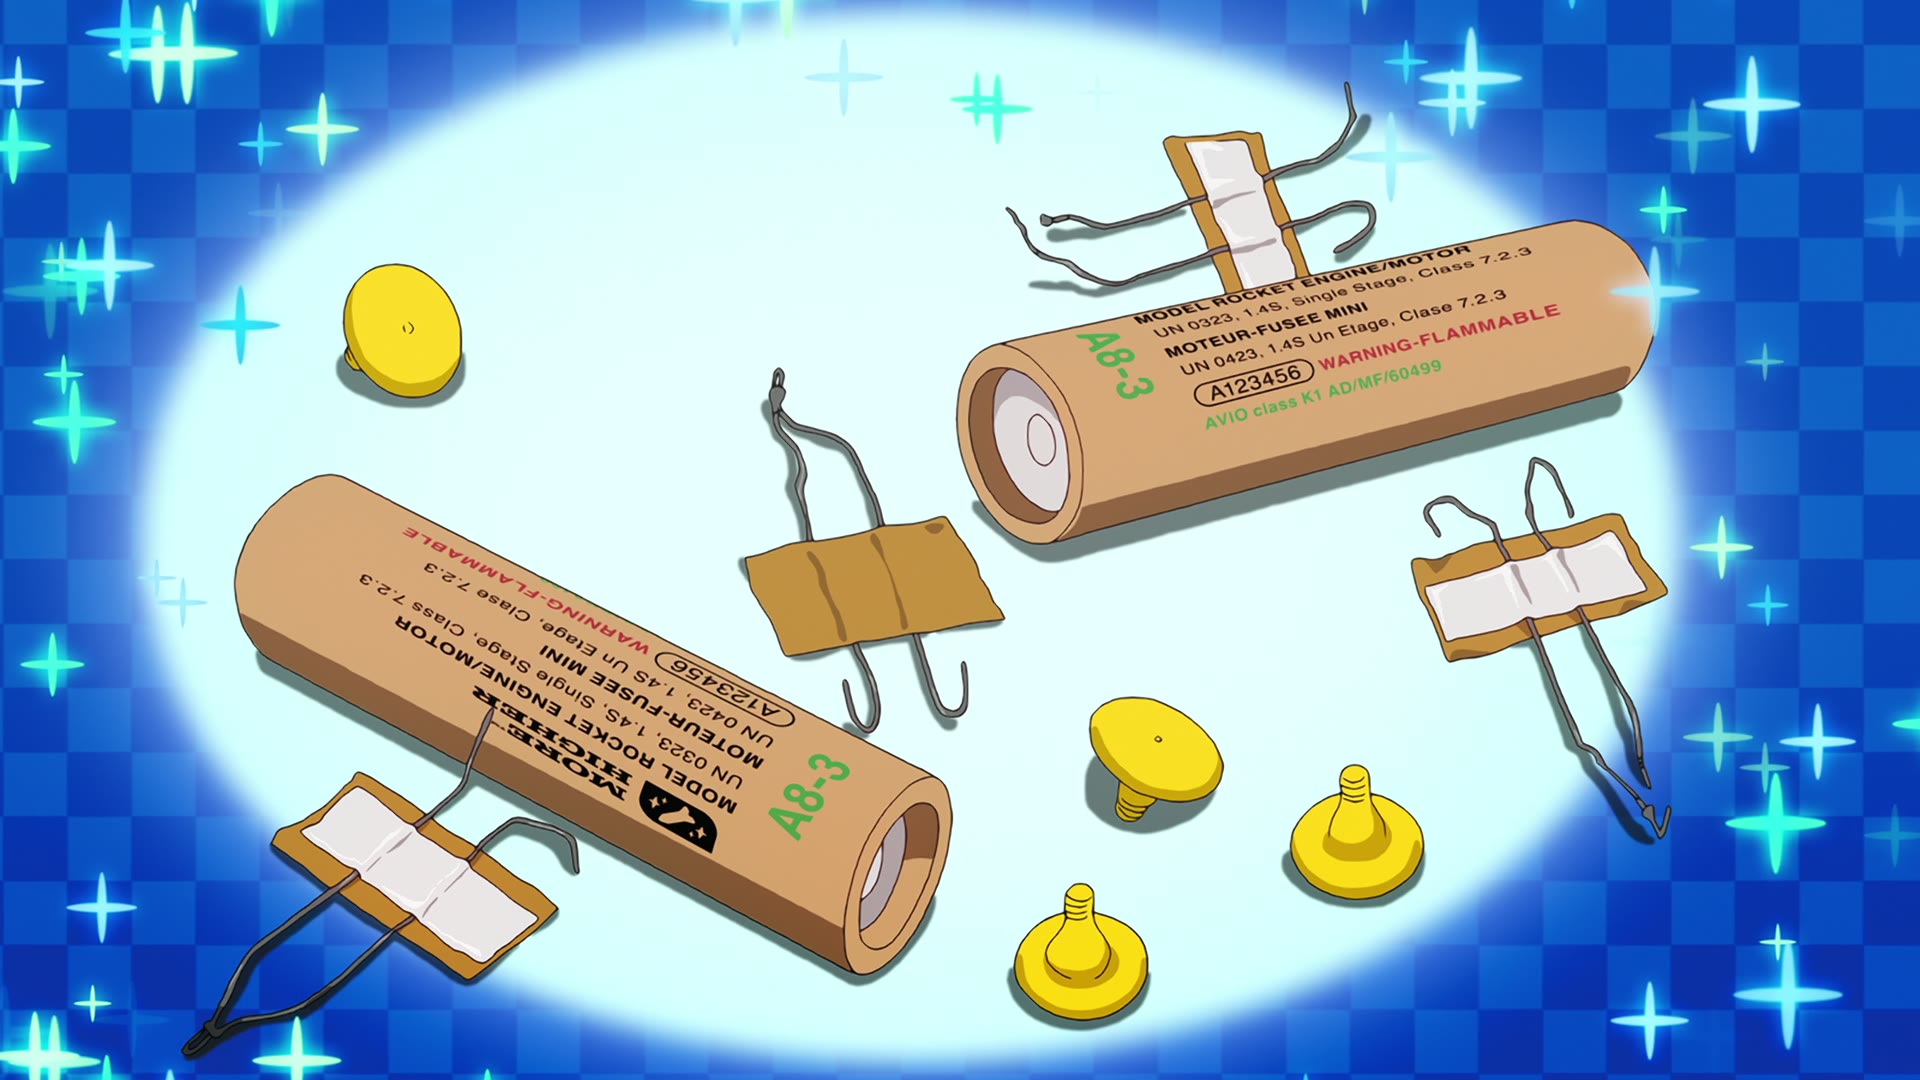 MODEL ROCKET ENGINE/MOTOR
UN 0323, 1.4S, Single Stage, Class 7.2.3
MOTEUR-FUSEE MINI
UN 0423, 1.4S Un Etage, Clase 7.2.3
A123456 WARNING-FLAMMABLE
AVIO class K1 AD/MF/60499
A8-3
A8-3
MORE
HIGHER
MODEL ROCKET ENGINE/MOTOR
UN 0323, 1.4S, Single Stage, Class 7.2.3
MOTEUR-FUSEE MINI
UN 0423, 1.4S Un Etage, Clase 7.2.3
A123456 WARNING-FLAMMABLE